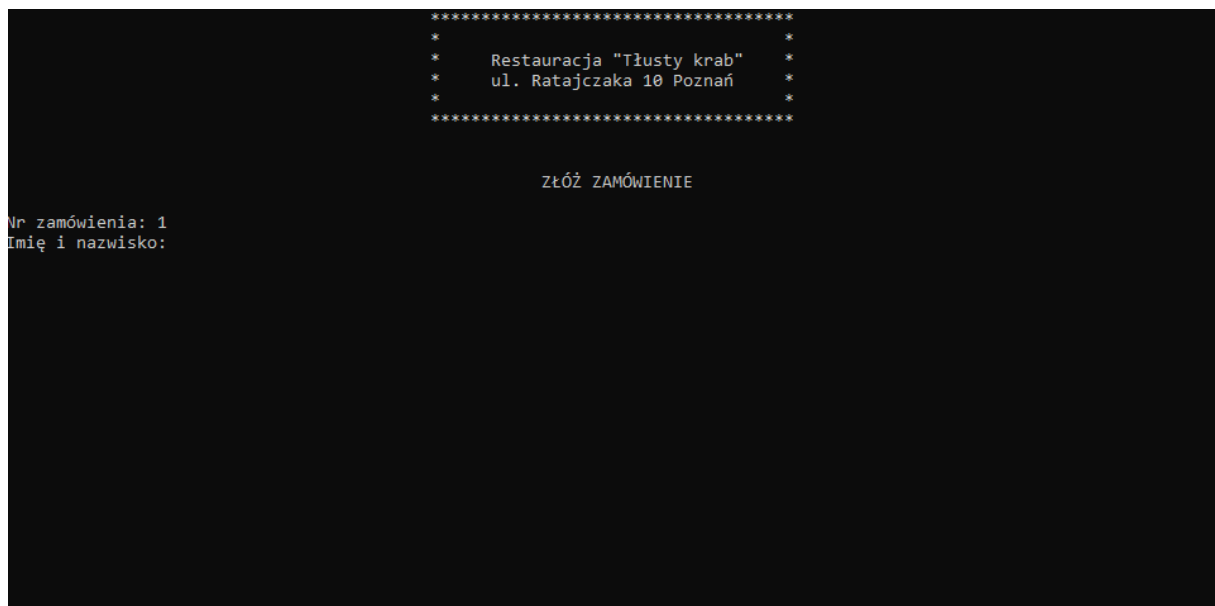 ************************************
*                                  *
*     Restauracja "Tłusty krab"    *
*     ul. Ratajczaka 10 Poznań     *
*                                  *
************************************
ZŁÓŻ ZAMÓWIENIE
Nr zamówienia: 1
Imię i nazwisko: